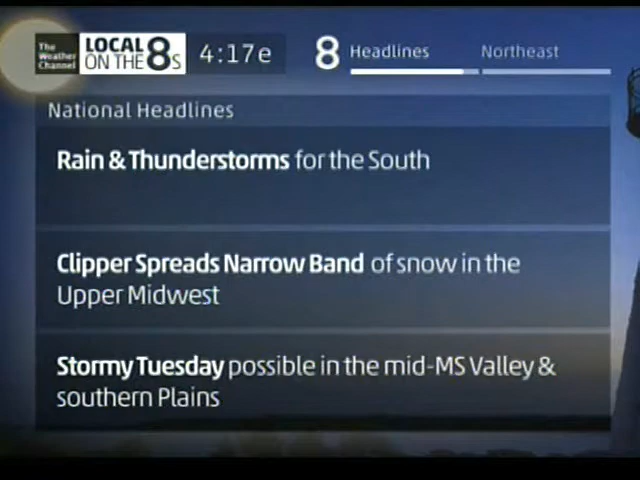 The
Weather
Channel
LOCAL
ON THE 8s
4:17e
8 Headlines Northeast
National Headlines
Rain & Thunderstorms for the South
Clipper Spreads Narrow Band of snow in the
Upper Midwest
Stormy Tuesday possible in the mid-MS Valley &
southern Plains